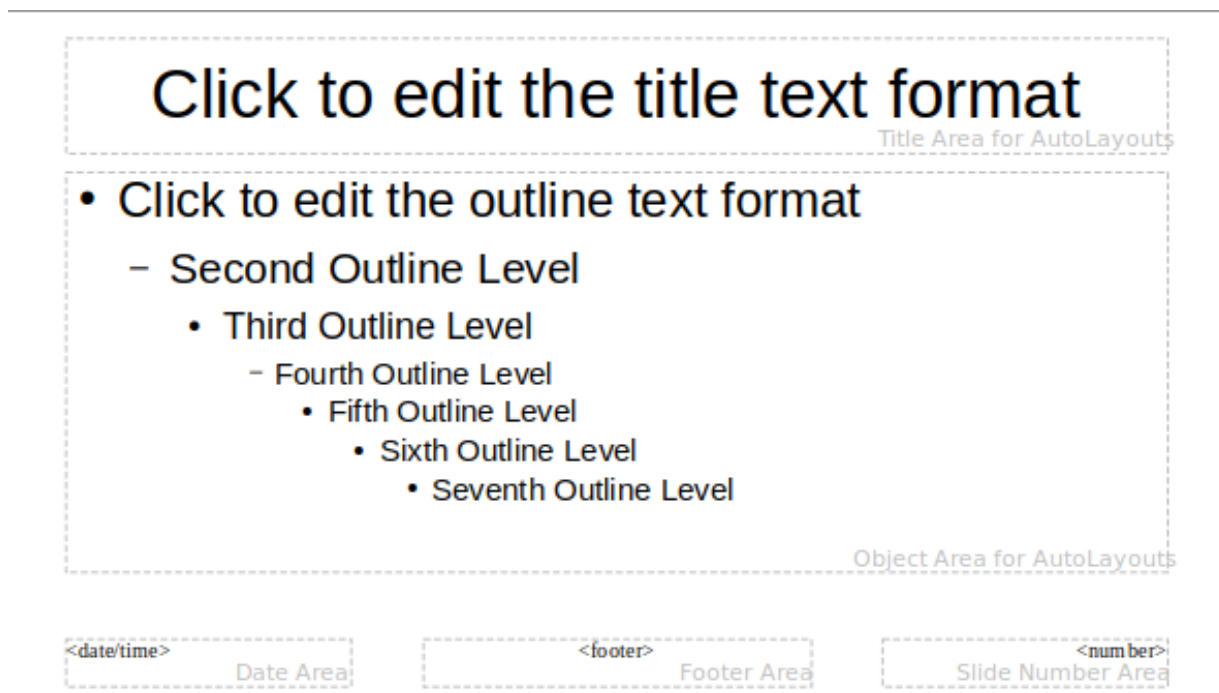 Click to edit the title text format
Title Area for AutoLayouts
• Click to edit the outline text format
– Second Outline Level
• Third Outline Level
– Fourth Outline Level
• Fifth Outline Level
• Sixth Outline Level
• Seventh Outline Level
Object Area for AutoLayouts
<date/time>
Date Area
<footer>
Footer Area
<number>
Slide Number Area